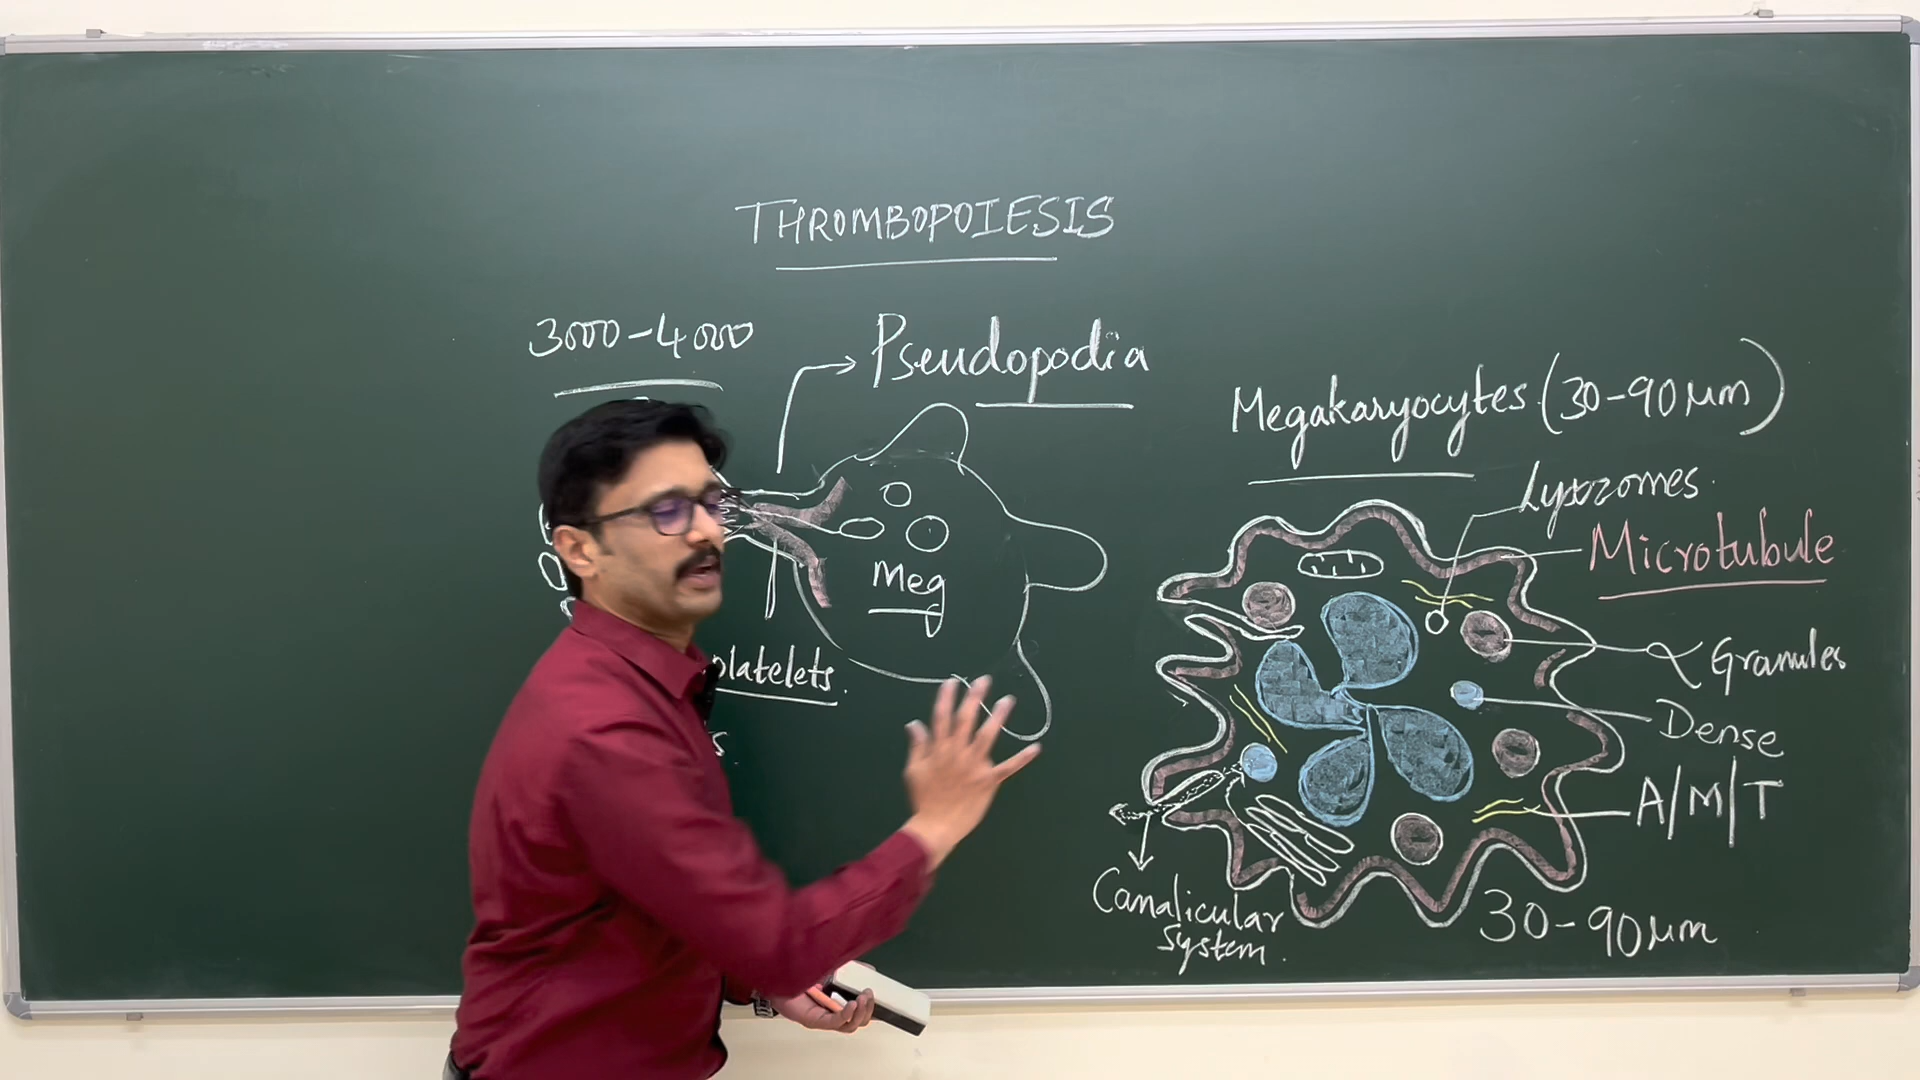 THROMBOPOIESIS
3000-4000
Pseudopodia
Megakaryocytes (30-90 μm)
Lysozomes
Microtubule
Meg
platelets
α Granules
Dense
A/M/T
Canalicular
System
30-90 μm